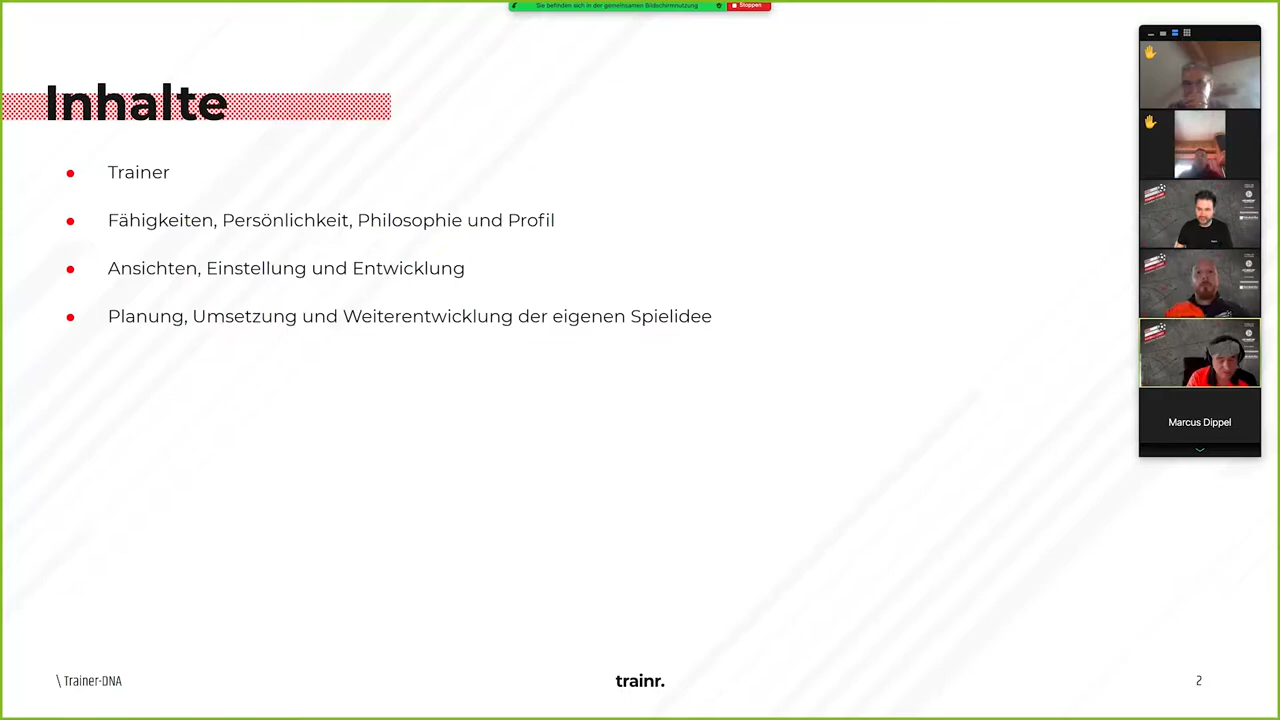 Sie befinden sich in der gemeinsamen Bildschirmnutzung
Stoppen
Inhalte
Trainer
Fähigkeiten, Persönlichkeit, Philosophie und Profil
Ansichten, Einstellung und Entwicklung
Planung, Umsetzung und Weiterentwicklung der eigenen Spielidee
Marcus Dippel
\ Trainer-DNA
trainr.
2